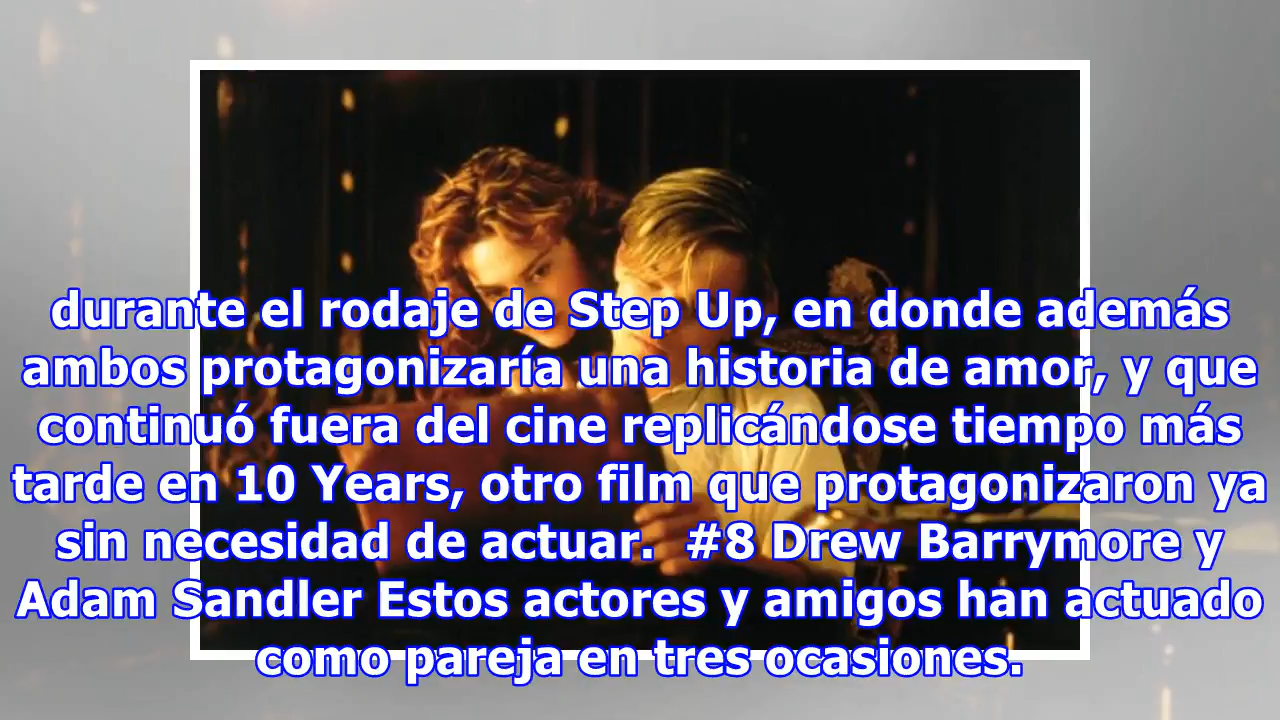 durante el rodaje de Step Up, en donde además
ambos protagonizaría una historia de amor, y que
continuó fuera del cine replicándose tiempo más
tarde en 10 Years, otro film que protagonizaron ya
sin necesidad de actuar.  #8 Drew Barrymore y
Adam Sandler Estos actores y amigos han actuado
como pareja en tres ocasiones.